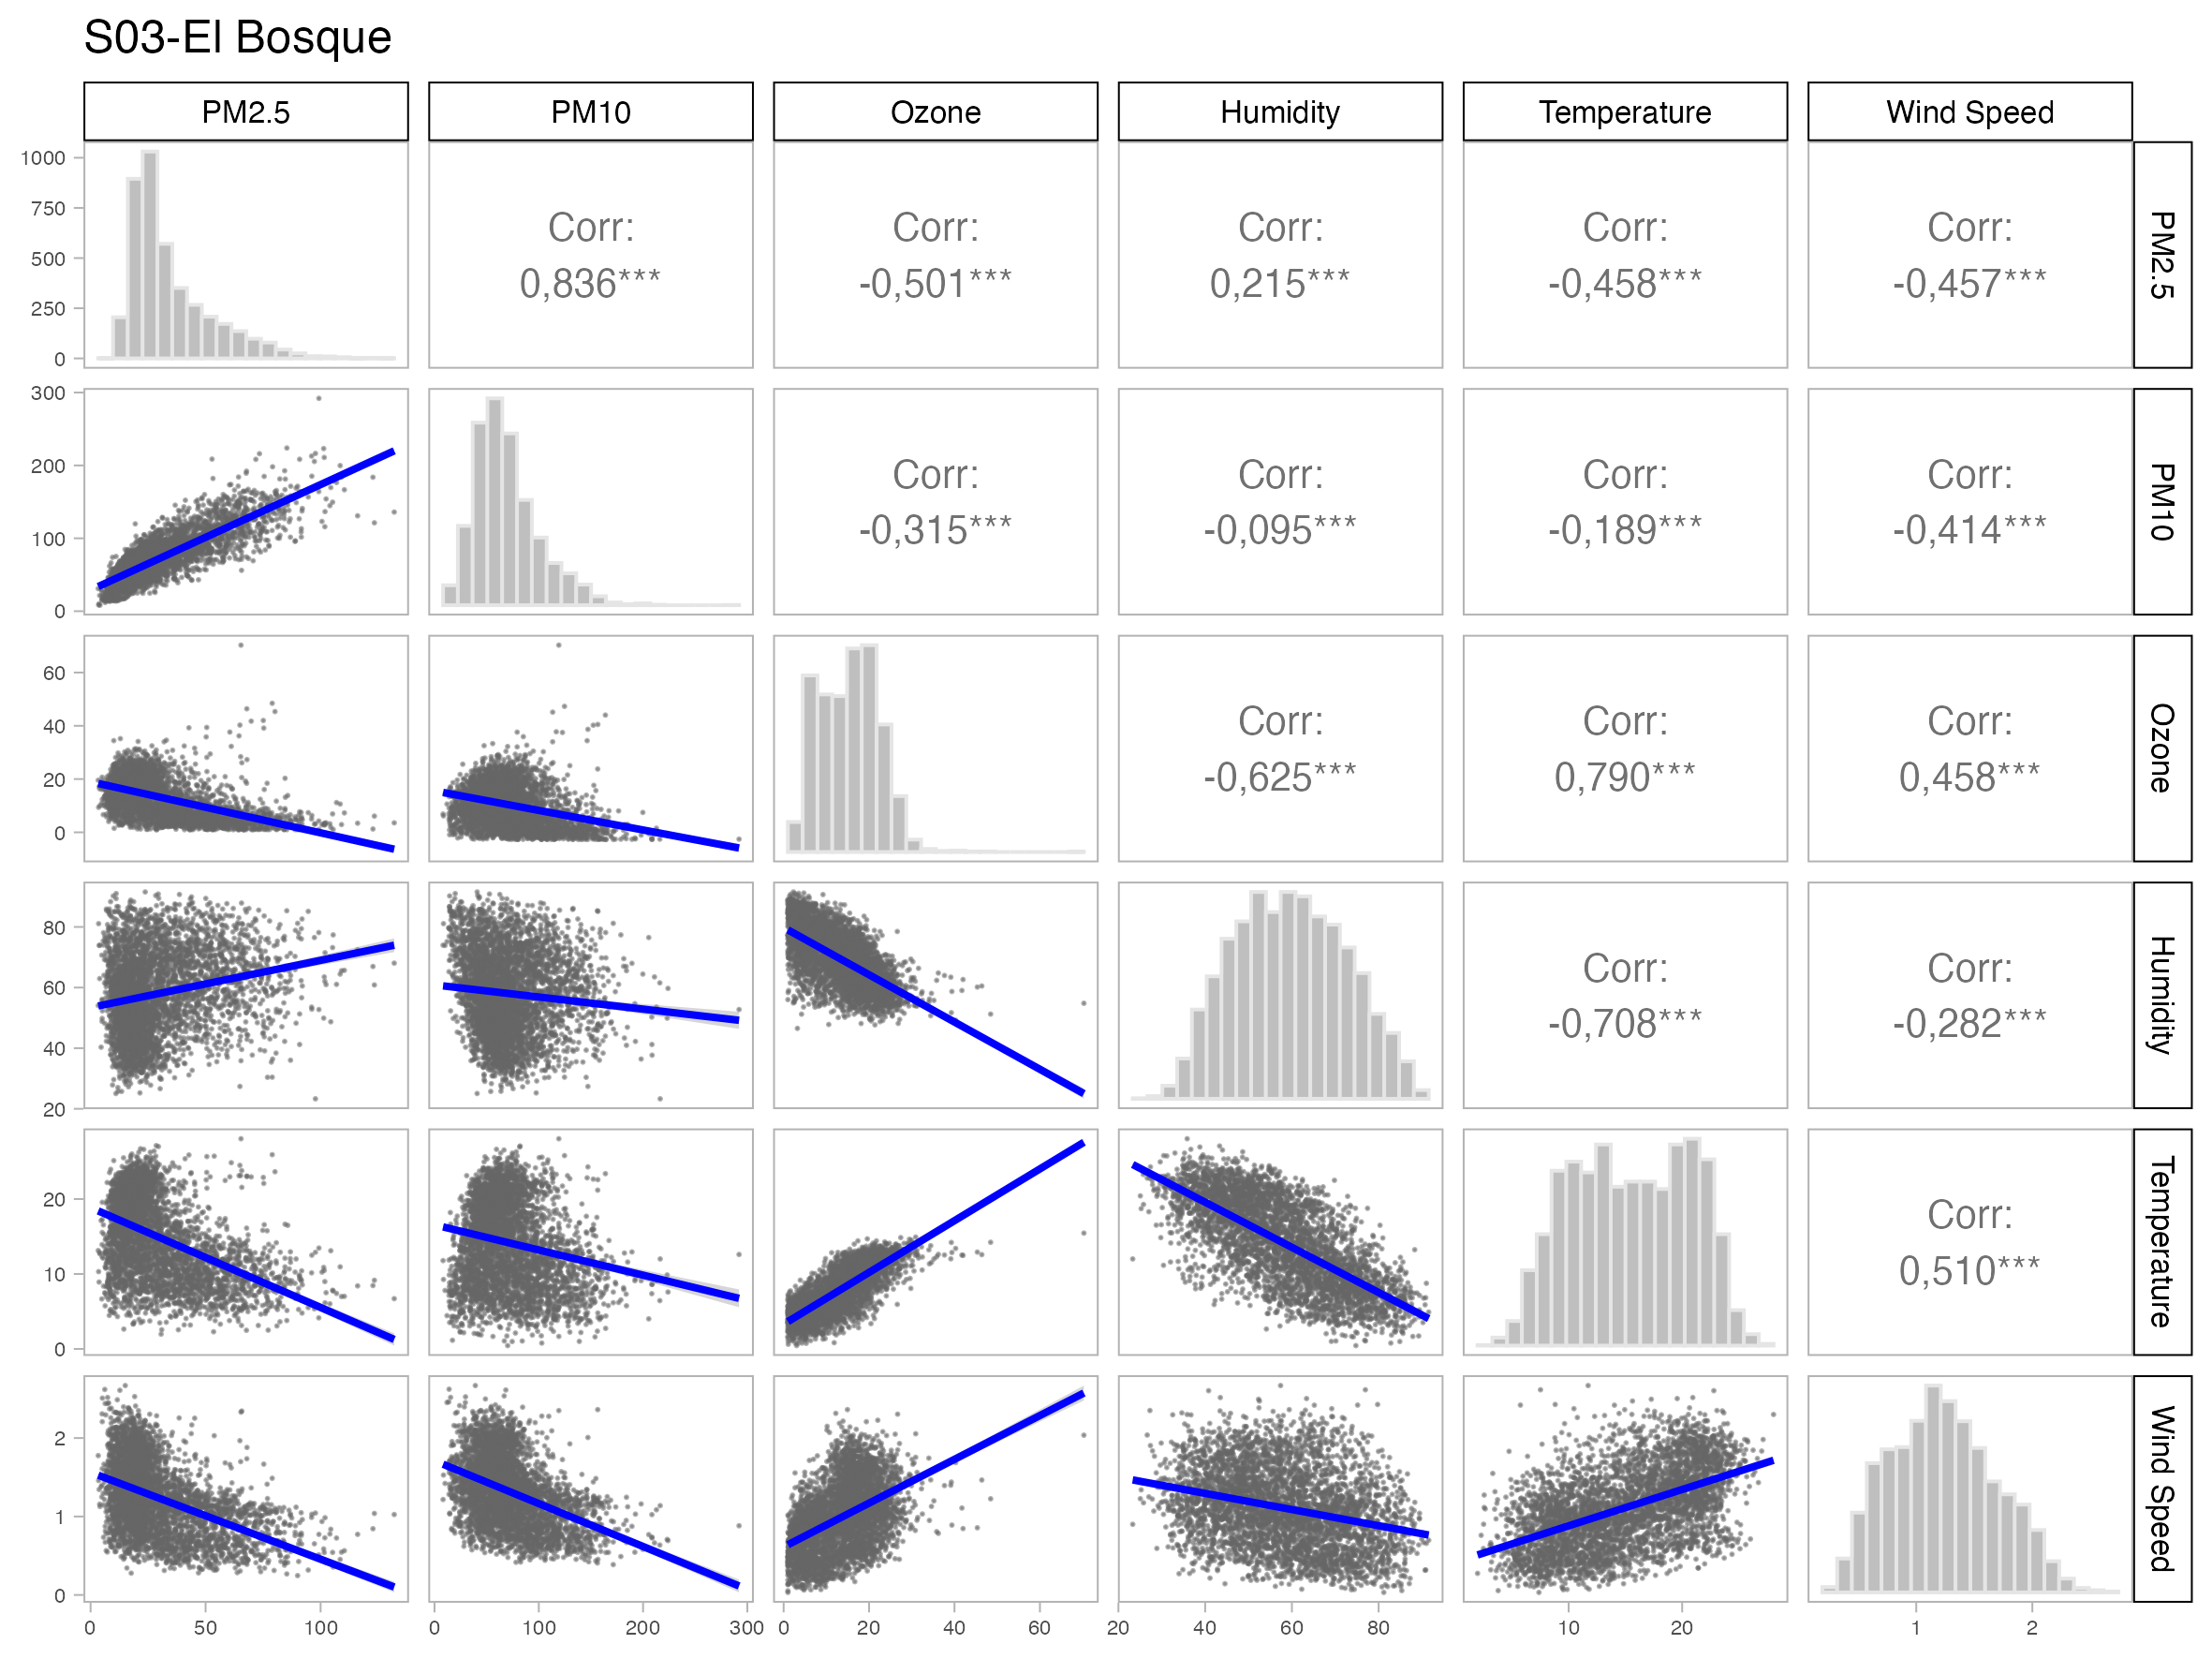 S03-El Bosque
PM2.5 PM10 Ozone Humidity Temperature Wind Speed
1000
750
500
250
0
Corr:
0,836***
Corr:
-0,501***
Corr:
0,215***
Corr:
-0,458***
Corr:
-0,457***
PM2.5
300
200
100
0
Corr:
-0,315***
Corr:
-0,095***
Corr:
-0,189***
Corr:
-0,414***
PM10
60
40
20
0
Corr:
-0,625***
Corr:
0,790***
Corr:
0,458***
Ozone
80
60
40
20
Corr:
-0,708***
Corr:
-0,282***
Humidity
20
10
0
Corr:
0,510***
Temperature
2
1
0
Wind Speed
0 50 100 0 100 200 300 0 20 40 60 20 40 60 80 10 20 1 2